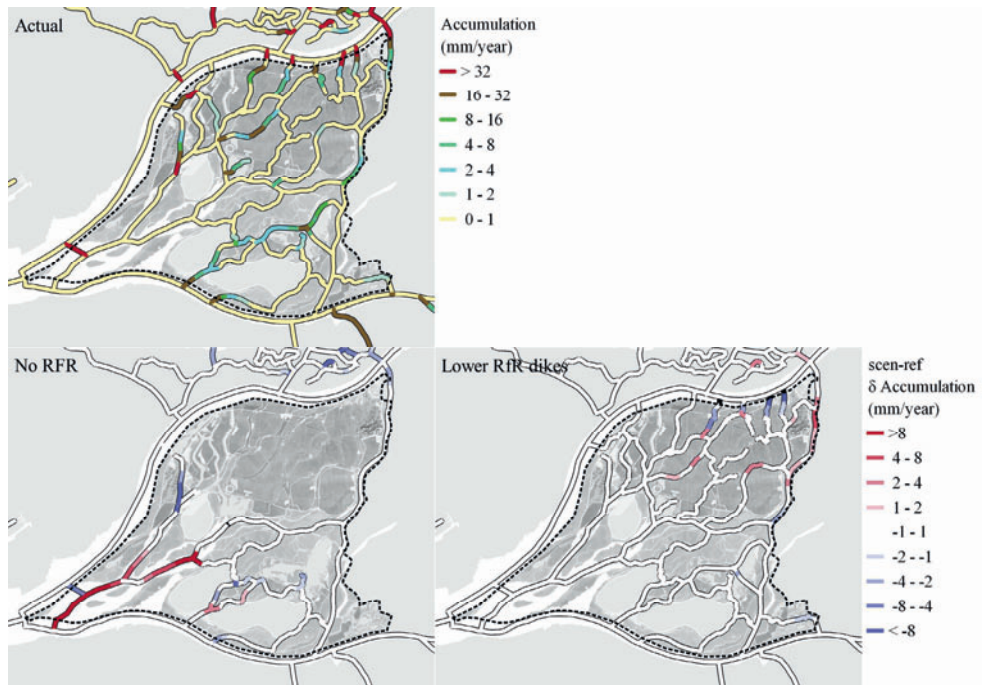 Actual
Accumulation
(mm/year)
> 32
16 - 32
8 - 16
4 - 8
2 - 4
1 - 2
0 - 1
No RFR
Lower RfR dikes
scen-ref
δ Accumulation
(mm/year)
>8
4 - 8
2 - 4
1 - 2
-1 - 1
-2 - -1
-4 - -2
-8 - -4
< -8